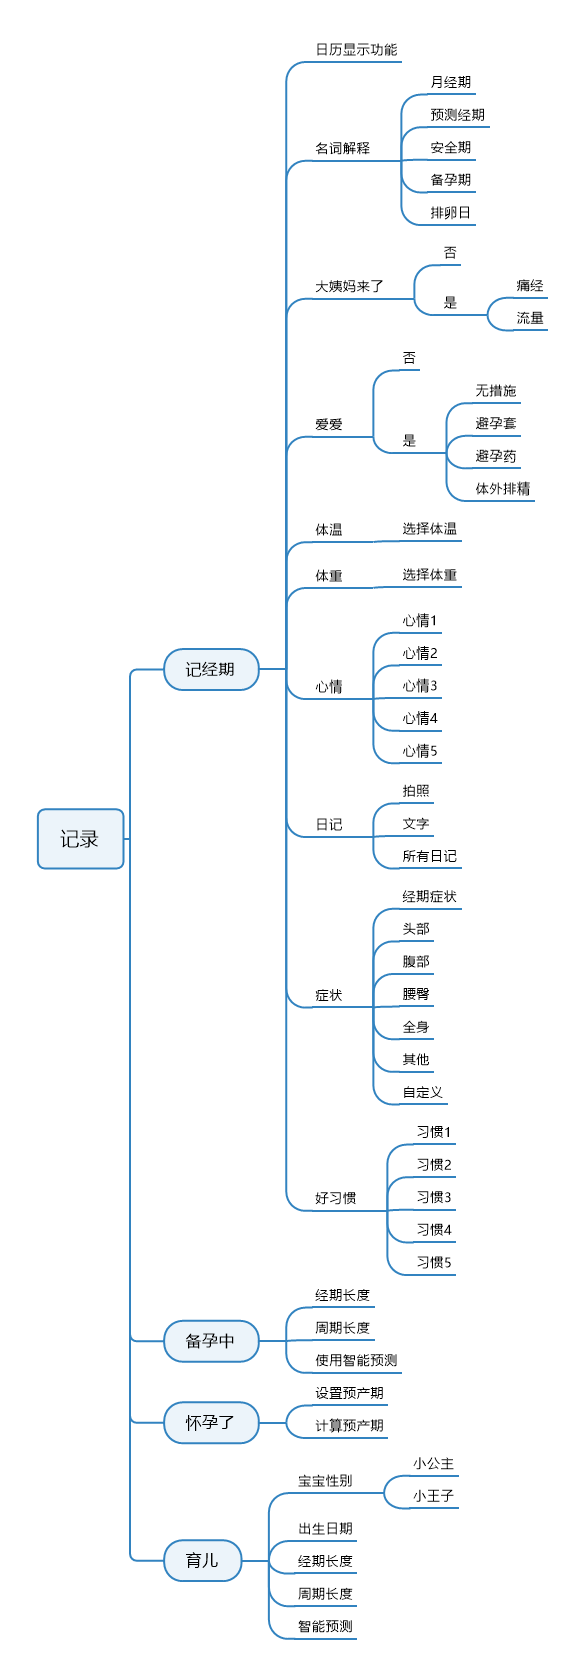 日历显示功能
月经期
预测经期
名词解释
安全期
备孕期
排卵日
否
大姨妈来了
痛经
是
流量
否
无措施
爱爱
避孕套
是
避孕药
体外排精
体温
选择体温
体重
选择体重
心情1
心情2
心情
心情3
心情4
心情5
记经期
拍照
日记
文字
所有日记
记录
经期症状
头部
腹部
症状
腰臀
全身
其他
自定义
习惯1
习惯2
好习惯
习惯3
习惯4
习惯5
经期长度
备孕中
周期长度
使用智能预测
设置预产期
怀孕了
计算预产期
小公主
宝宝性别
小王子
出生日期
育儿
经期长度
周期长度
智能预测